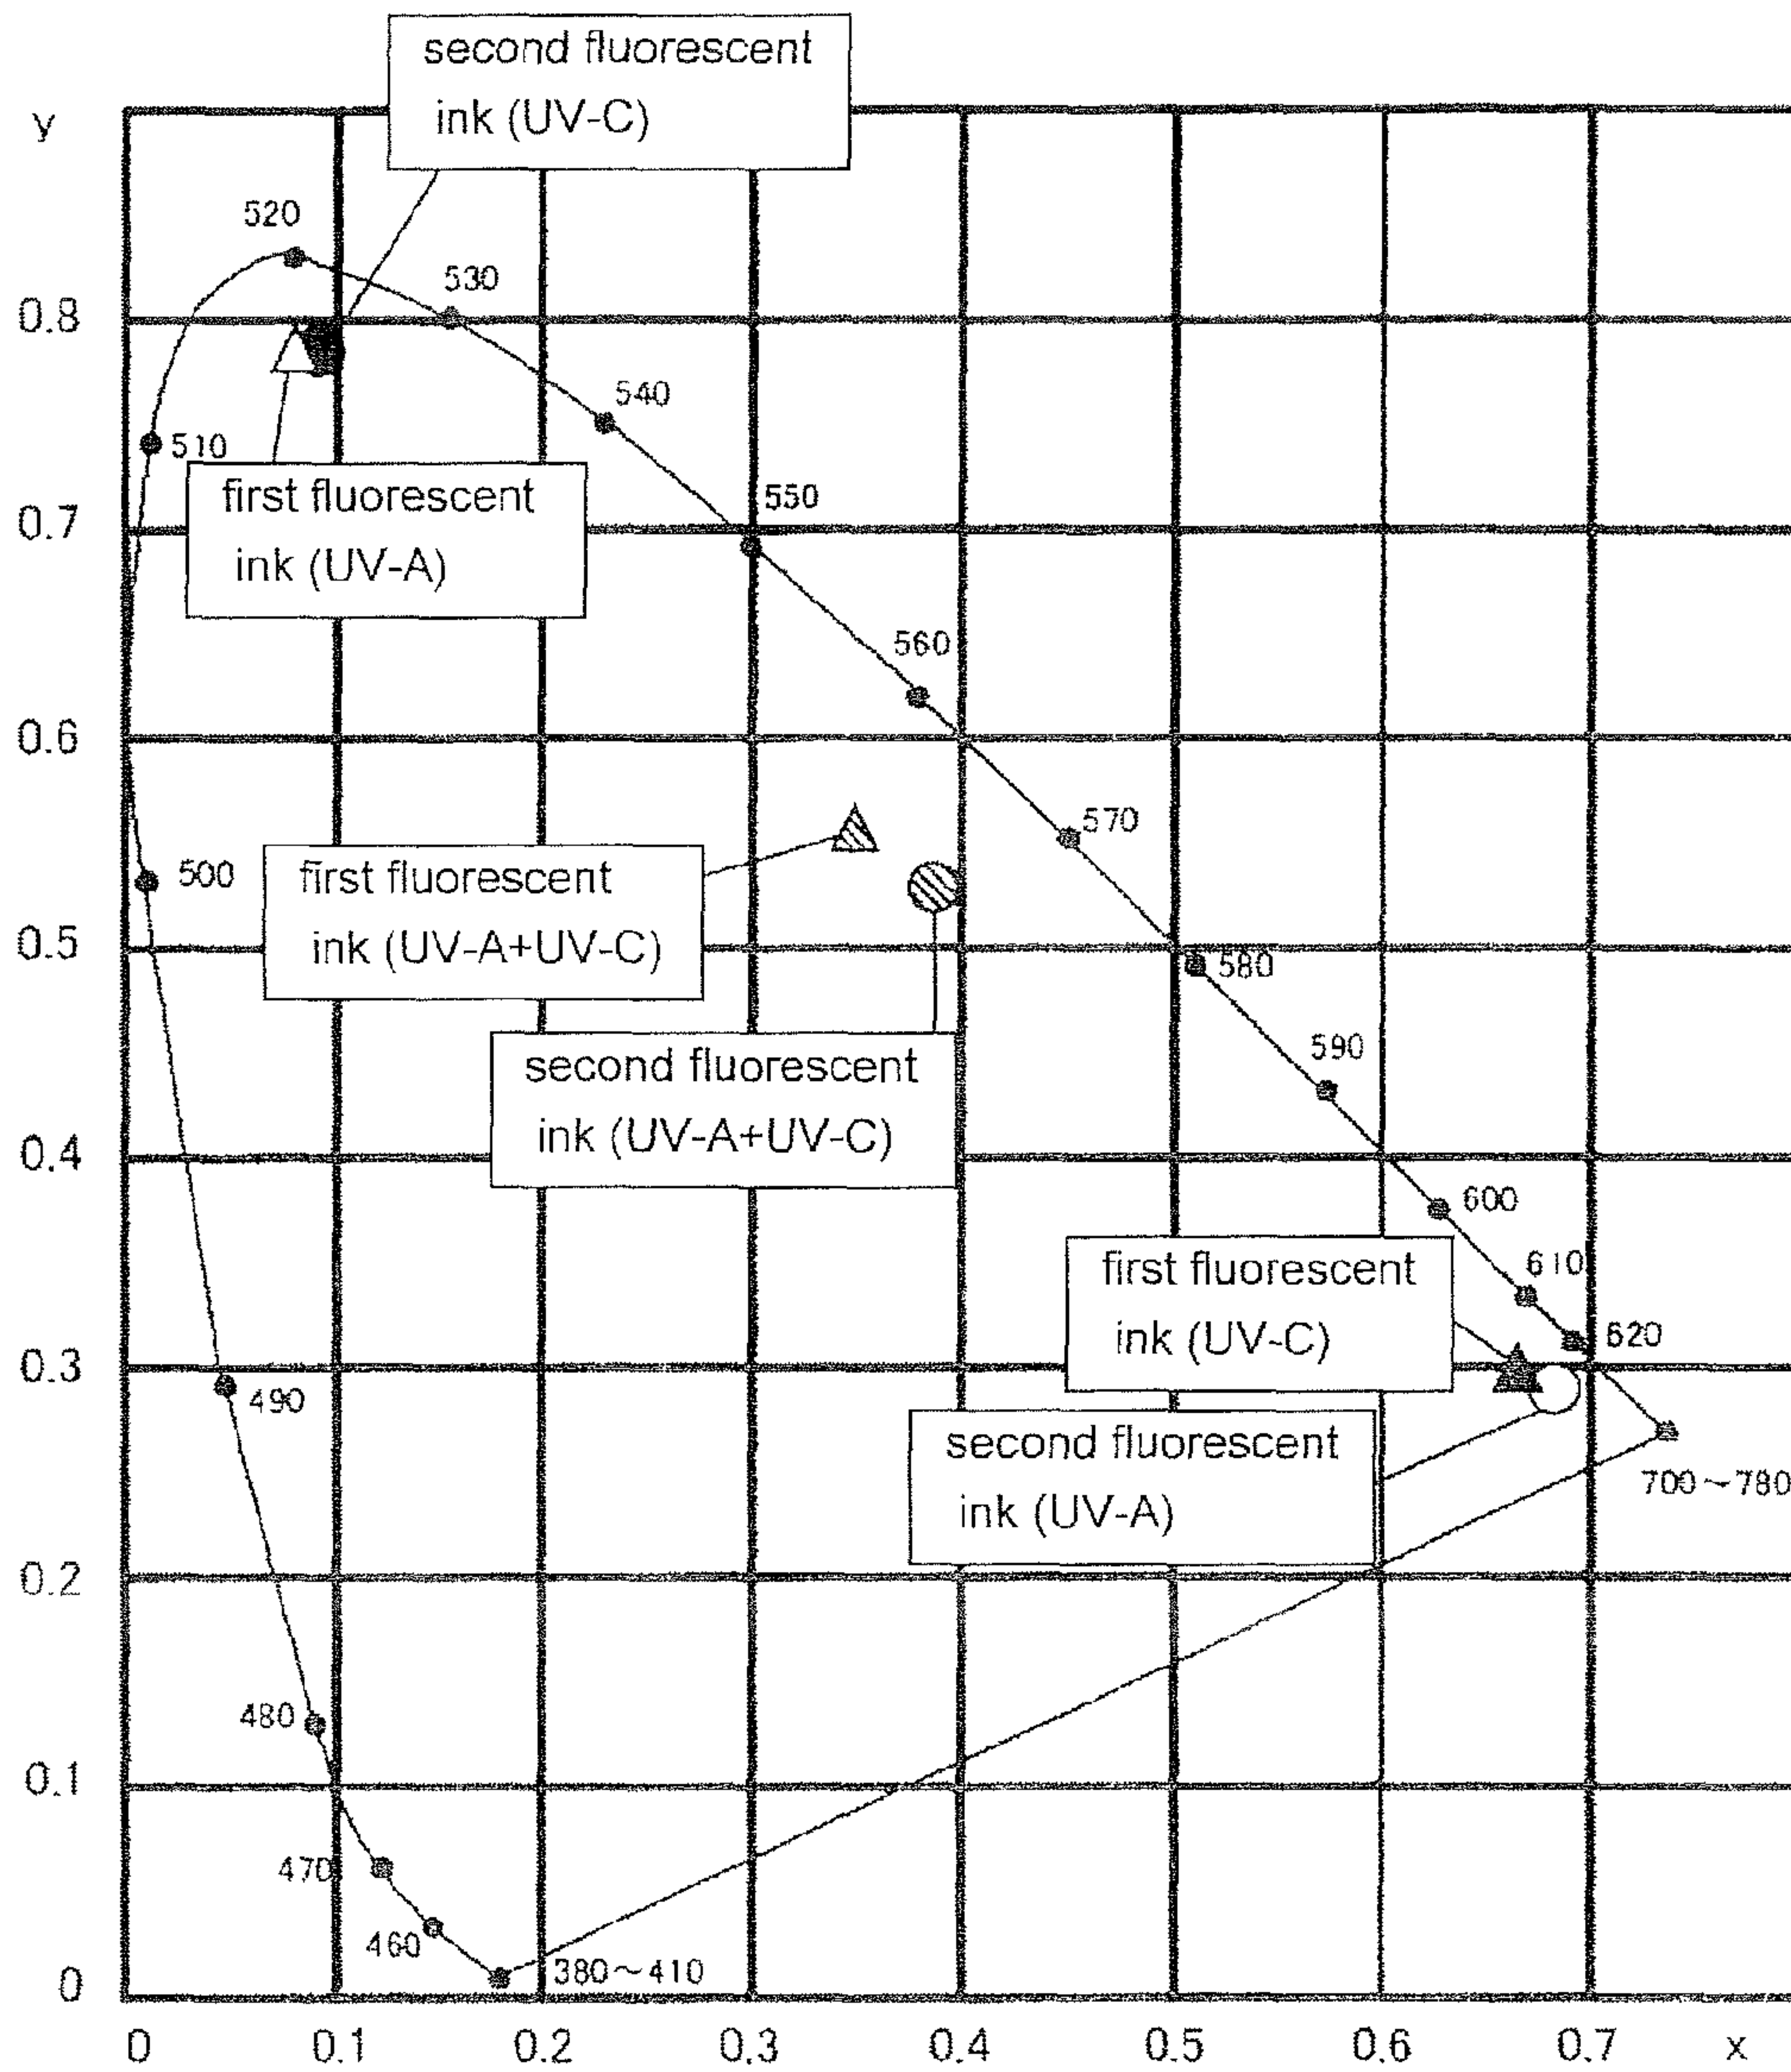 second fluorescent
ink (UV-C)
y
520
530
0.8
540
510
first fluorescent
ink (UV-A)
550
0.7
560
0.6
570
first fluorescent
ink (UV-A+UV-C)
500
0.5
580
second fluorescent
ink (UV-A+UV-C)
590
0.4
600
first fluorescent
ink (UV-C)
610
620
0.3
490
second fluorescent
ink (UV-A)
700~780
0.2
480
0.1
470
460
380~410
0
0 0.1 0.2 0.3 0.4 0.5 0.6 0.7 x